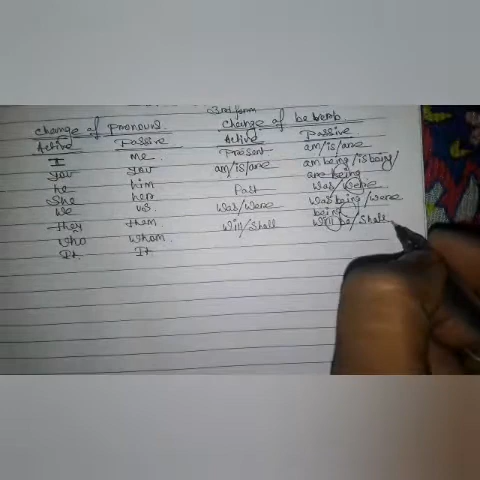 3rd form
Change of Pronouns. Change of be verb
Active Passive Active Passive
I me Present am/is/are
You You am/is/are am being/is being/
are being
he him Past was/were
She her Was/were Was being/were
being
We us Will/Shall Will be/Shall
They them
Who whom.
It It